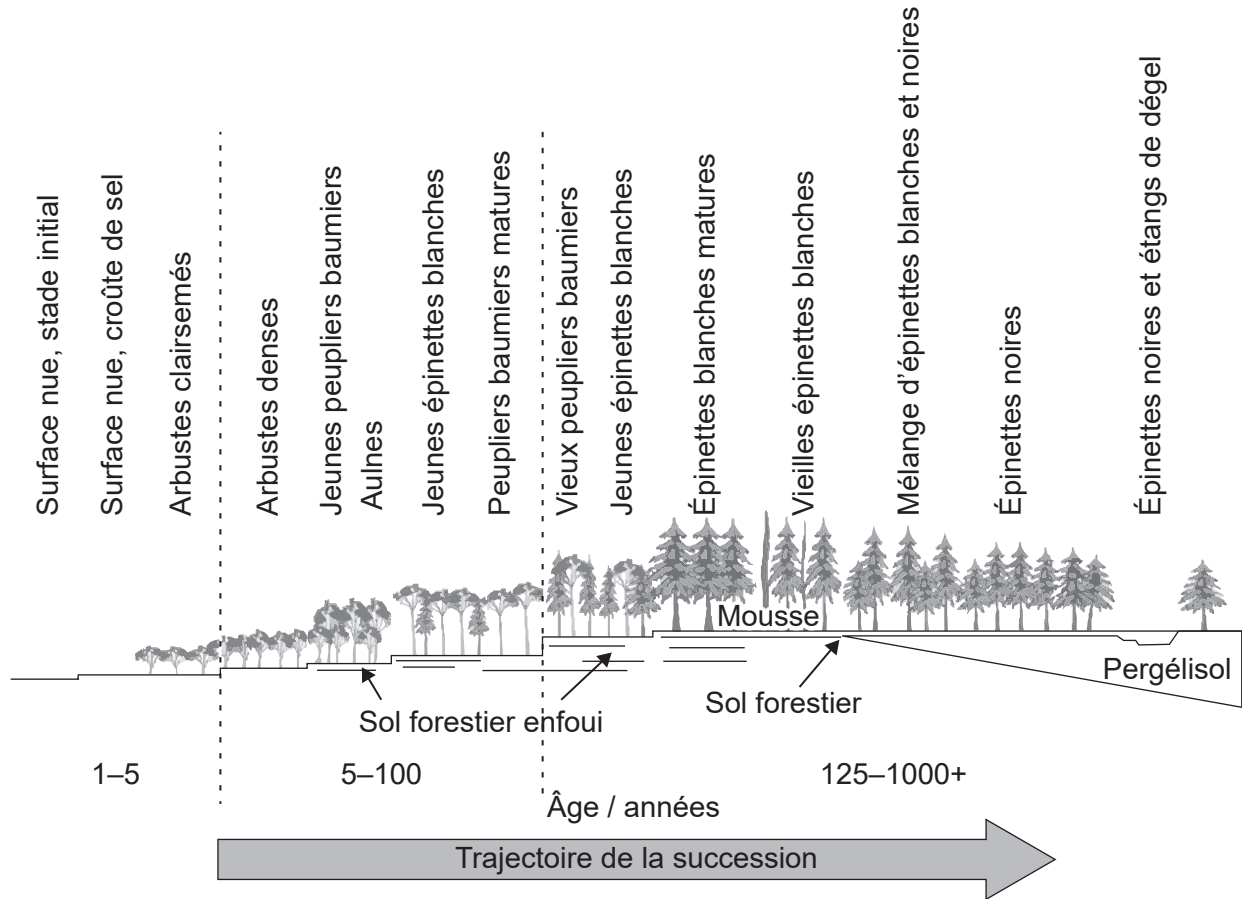 Surface nue, stade initial
Surface nue, croûte de sel
Arbustes clairsemés
Arbustes denses
Jeunes peupliers baumiers
Aulnes
Jeunes épinettes blanches
Peupliers baumiers matures
Vieux peupliers baumiers
Jeunes épinettes blanches
Épinettes blanches matures
Vieilles épinettes blanches
Mélange d'épinettes blanches et noires
Épinettes noires
Épinettes noires et étangs de dégel
Mousse
Pergélisol
Sol forestier enfoui
Sol forestier
1–5
5–100
125–1000+
Âge / années
Trajectoire de la succession